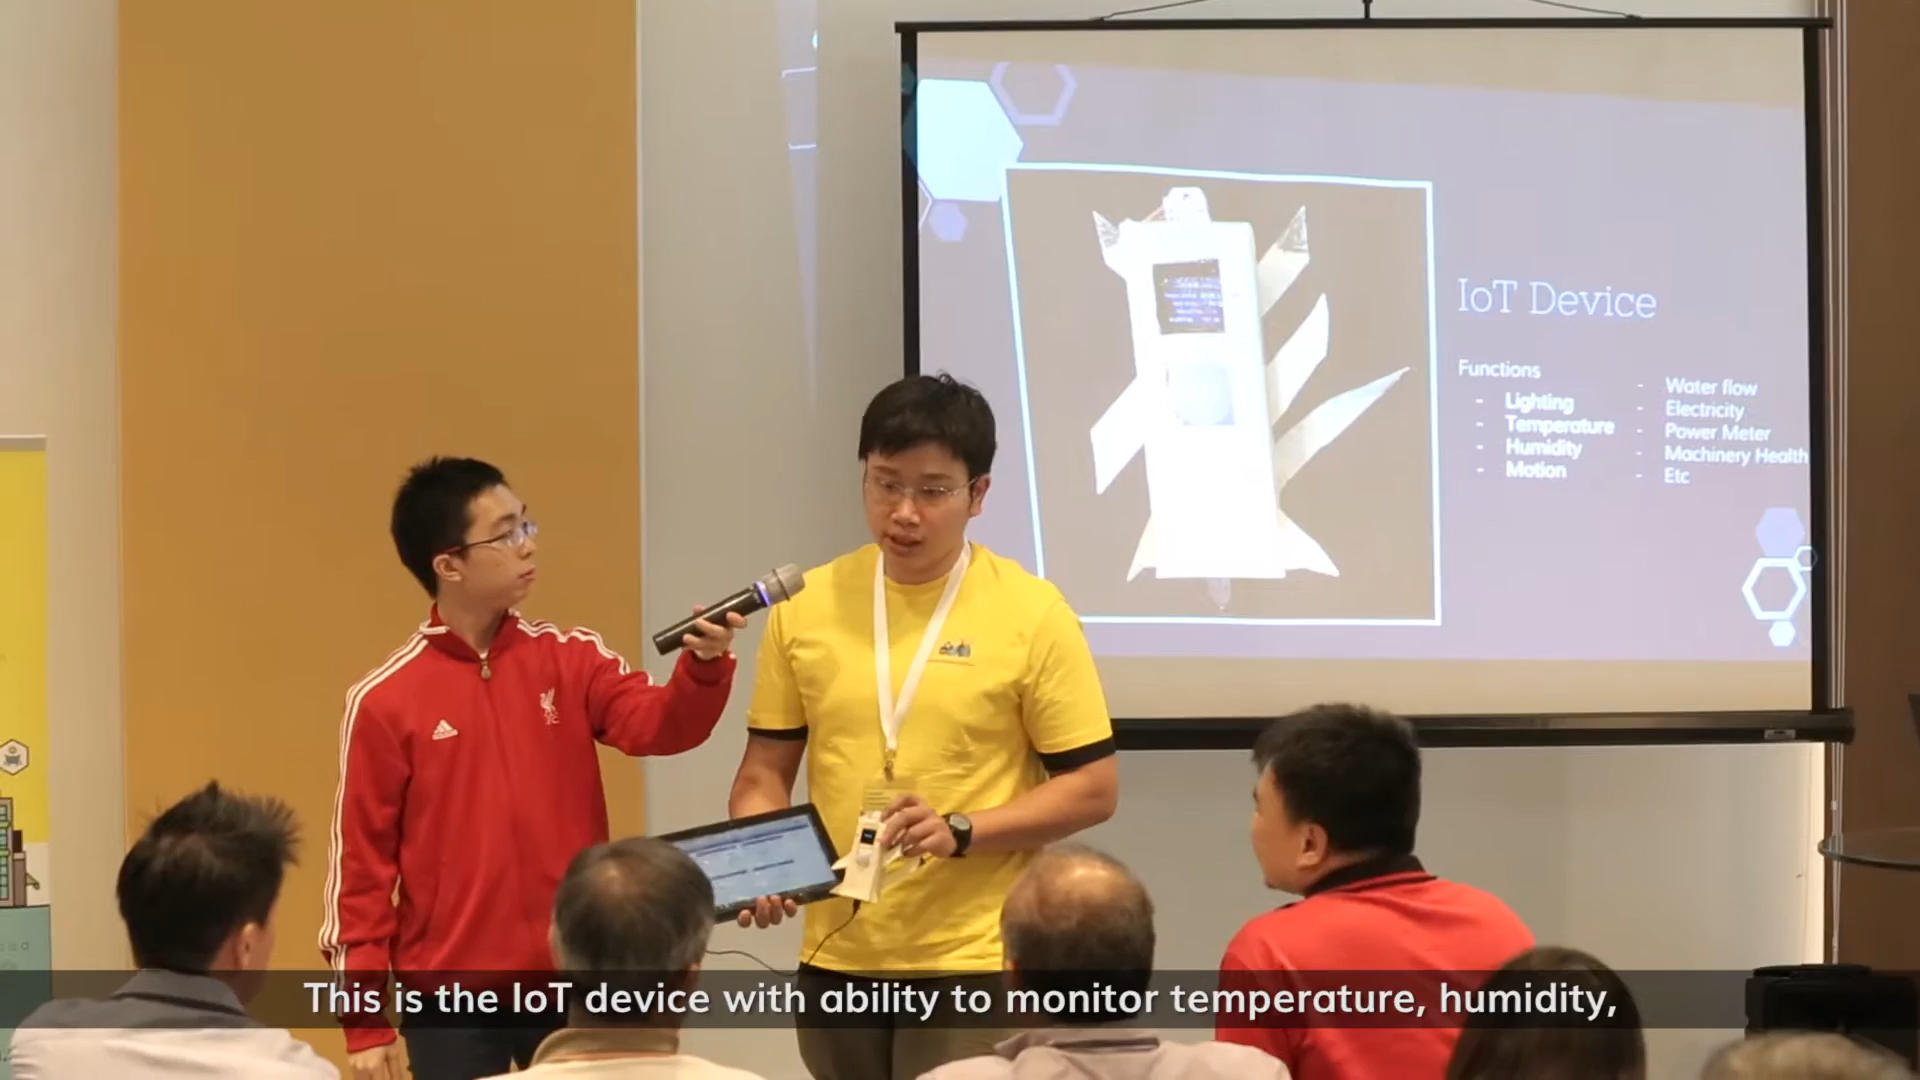 IoT Device
Functions
- Lighting
- Temperature
- Humidity
- Motion
- Water flow
- Electricity
- Power Meter
- Machinery Health
- Etc
adidas
This is the IoT device with ability to monitor temperature, humidity,